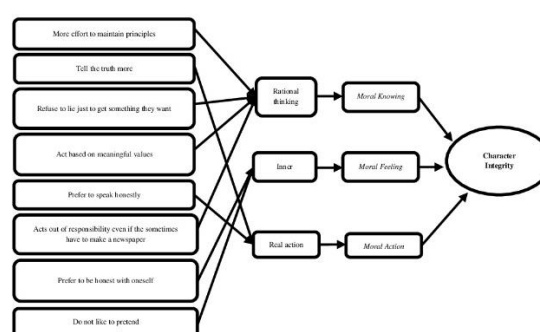 More effort to maintain principles
Tell the truth more
Refuse to lie just to get something they want
Act based on meaningful values
Prefer to speak honestly
Acts out of responsibility even if the sometimes
have to make a newspaper
Prefer to be honest with oneself
Do not like to pretend
Rational
thinking
Inner
Real action
Moral Knowing
Moral Feeling
Moral Action
Character
Integrity